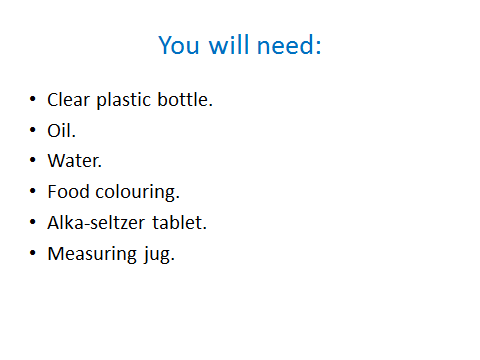 You will need:
• Clear plastic bottle.
• Oil.
• Water.
• Food colouring.
• Alka-seltzer tablet.
• Measuring jug.